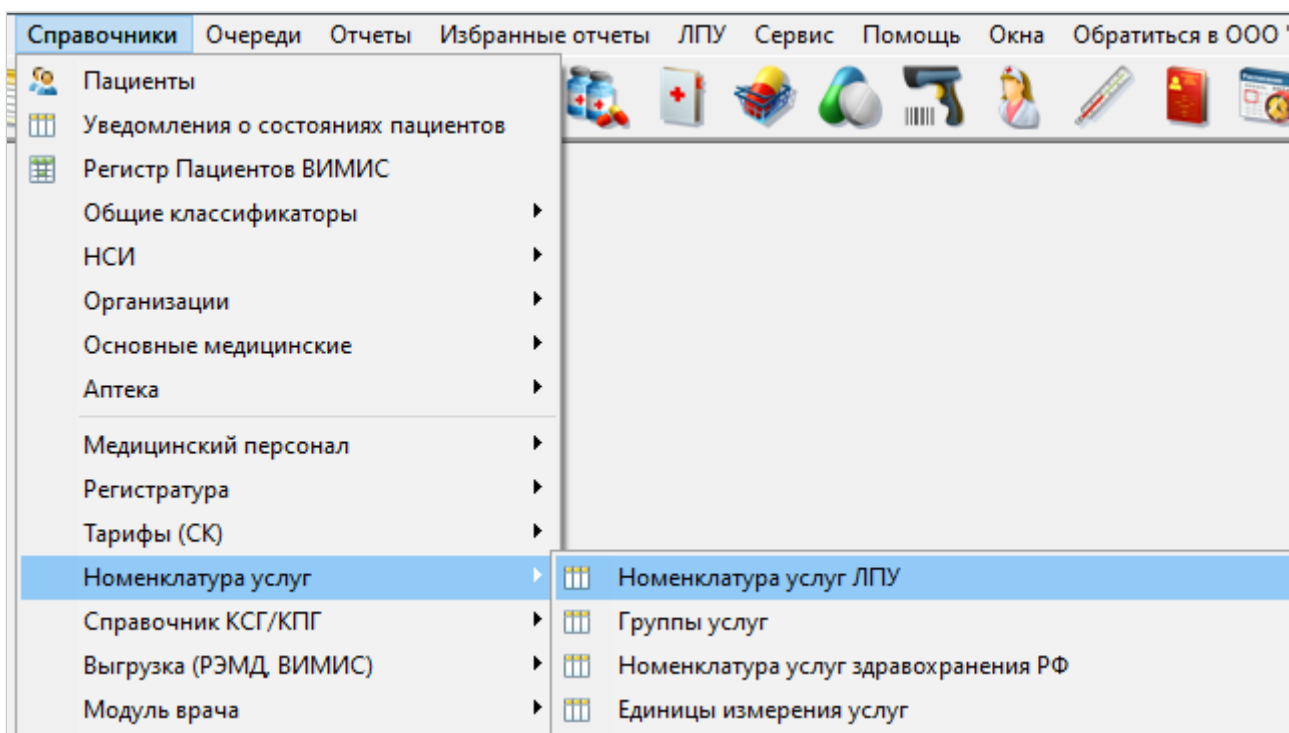 Справочники Очереди Отчеты Избранные отчеты ЛПУ Сервис Помощь Окна Обратиться в ООО "
Пациенты
Уведомления о состояниях пациентов
Регистр Пациентов ВИМИС
Общие классификаторы
НСИ
Организации
Основные медицинские
Аптека
Медицинский персонал
Регистратура
Тарифы (СК)
Номенклатура услуг Номенклатура услуг ЛПУ
Справочник КСГ/КПГ Группы услуг
Выгрузка (РЭМД, ВИМИС) Номенклатура услуг здравохранения РФ
Модуль врача Единицы измерения услуг